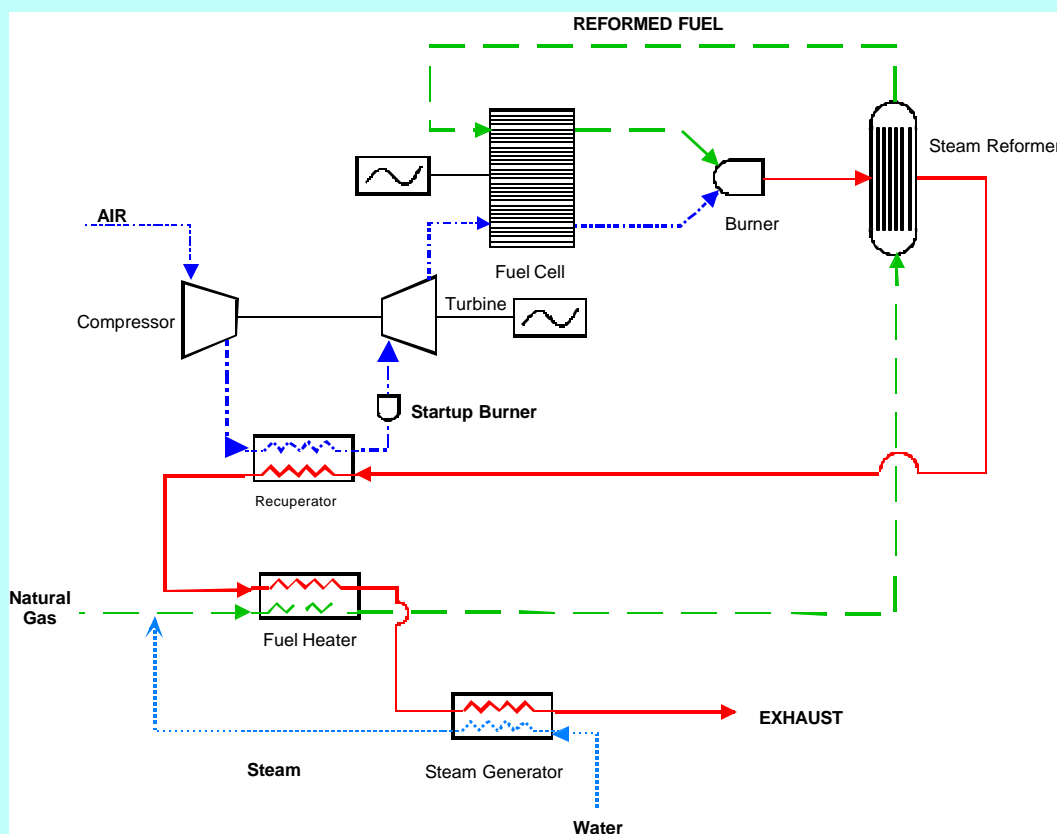 REFORMED FUEL
Steam Reformer
AIR
Burner
Fuel Cell
Turbine
Compressor
Startup Burner
Recuperator
Natural
Gas
Fuel Heater
EXHAUST
Steam
Steam Generator
Water